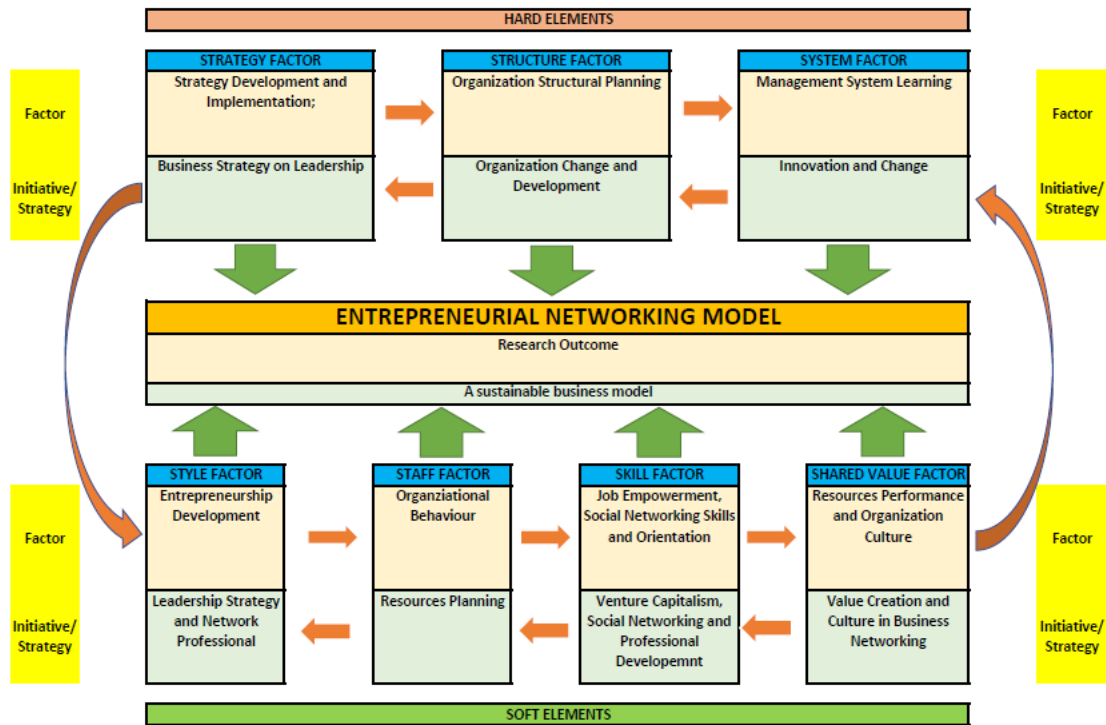 HARD ELEMENTS
STRATEGY FACTOR
Strategy Development and
Implementation;
Business Strategy on Leadership
STRUCTURE FACTOR
Organization Structural Planning
Organization Change and
Development
SYSTEM FACTOR
Management System Learning
Innovation and Change
Factor
Initiative/
Strategy
Factor
Initiative/
Strategy
ENTREPRENEURIAL NETWORKING MODEL
Research Outcome
A sustainable business model
STYLE FACTOR
Entrepreneurship
Development
Leadership Strategy
and Network
Professional
STAFF FACTOR
Organziational
Behaviour
Resources Planning
SKILL FACTOR
Job Empowerment,
Social Networking Skills
and Orientation
Venture Capitalism,
Social Networking and
Professional
Developemnt
SHARED VALUE FACTOR
Resources Performance
and Organization
Culture
Value Creation and
Culture in Business
Networking
Factor
Initiative/
Strategy
Factor
Initiative/
Strategy
SOFT ELEMENTS